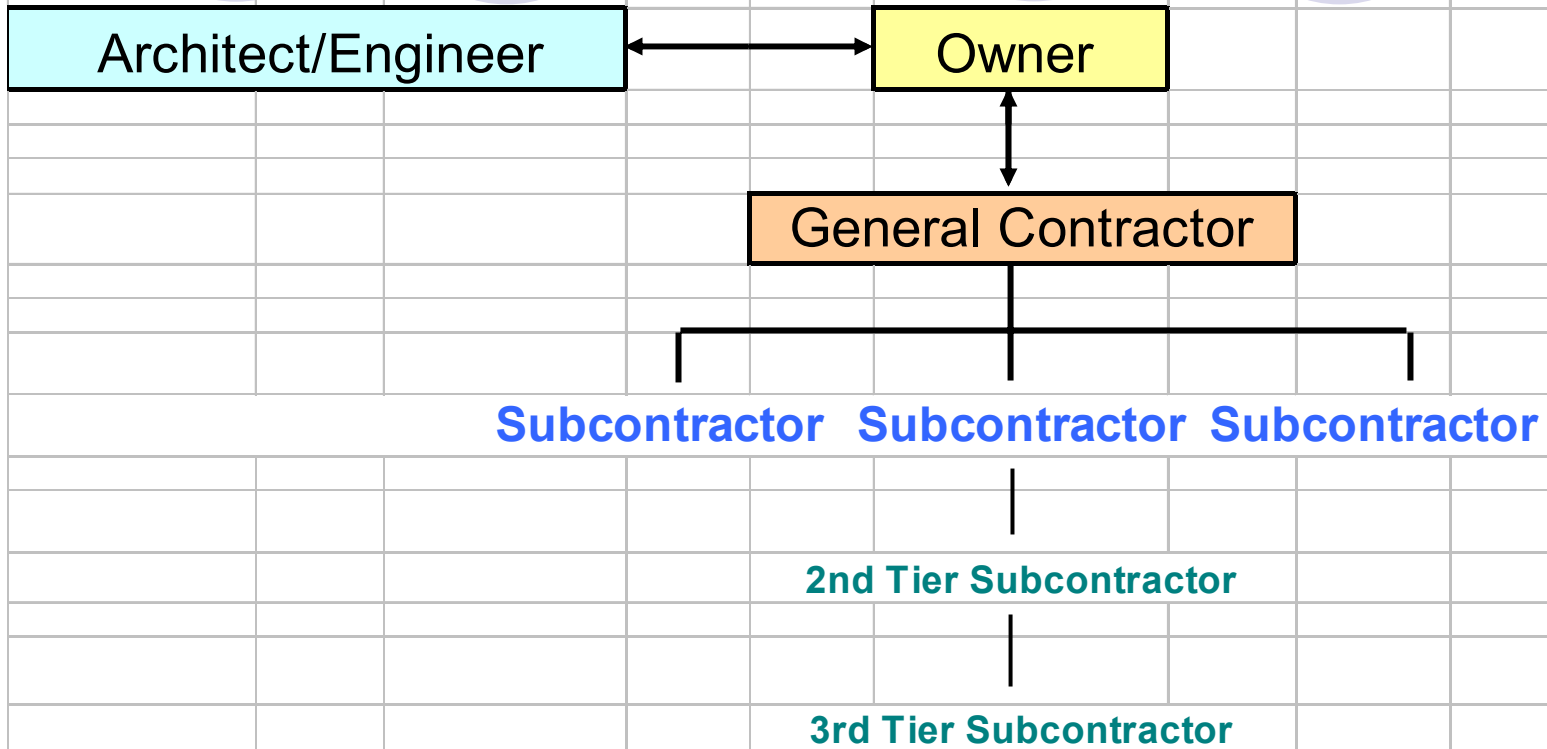 Architect/Engineer
Owner
General Contractor
Subcontractor Subcontractor Subcontractor
2nd Tier Subcontractor
3rd Tier Subcontractor